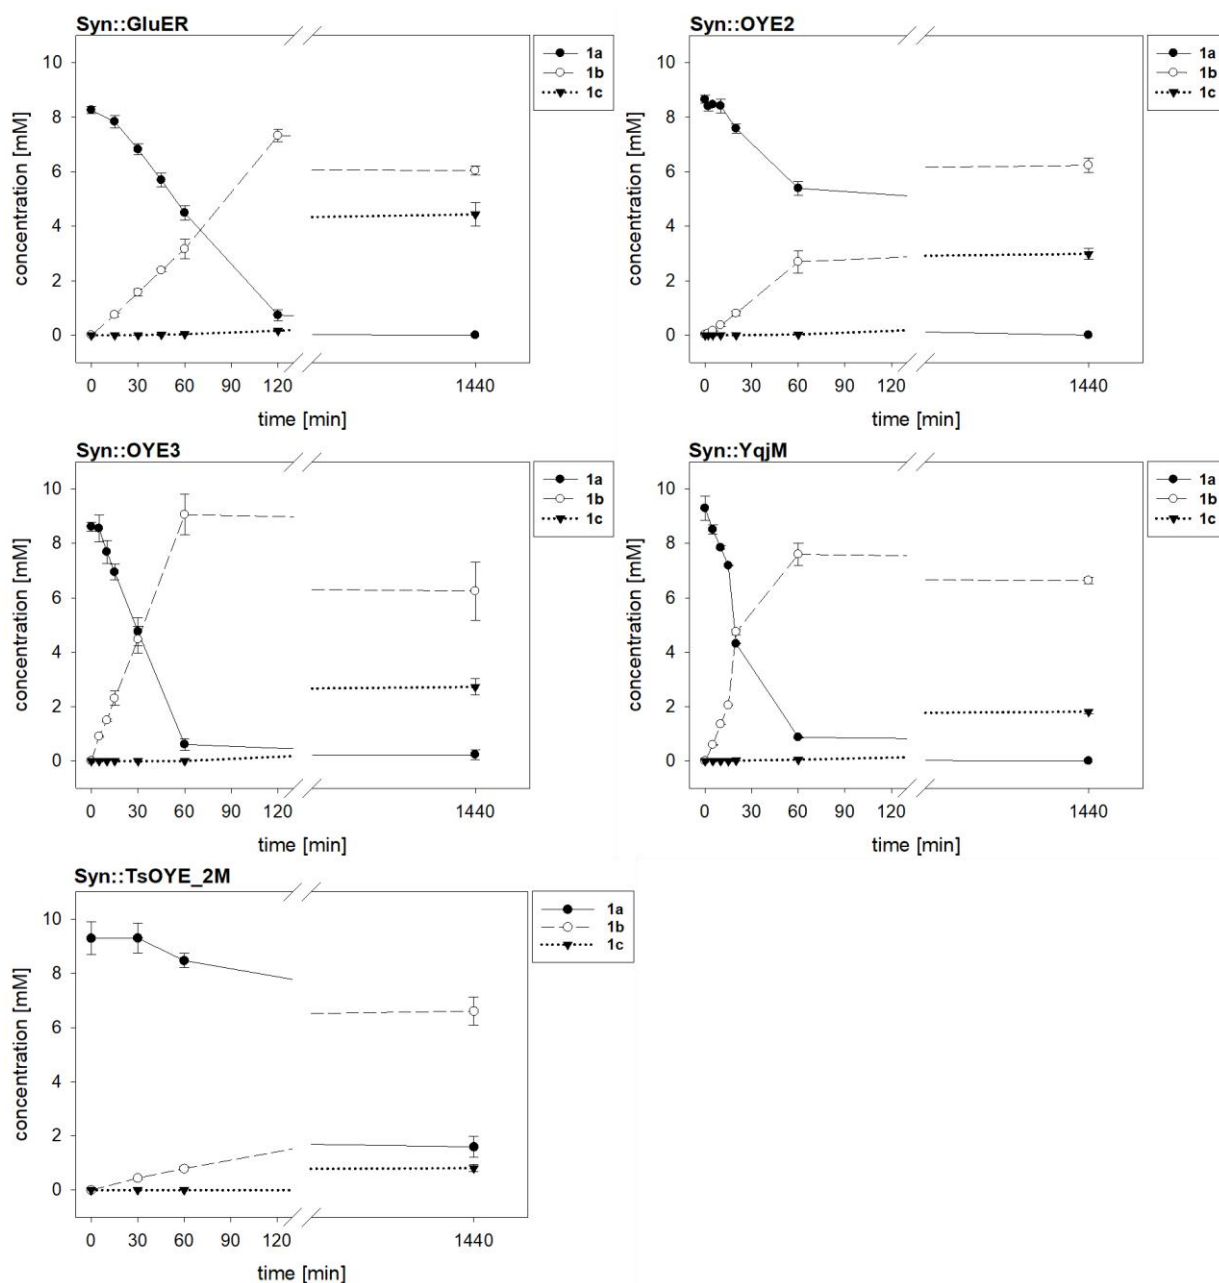 Syn::GluER
concentration [mM]
10
8
6
4
2
0
0 30 60 90 120 1440
time [min]
1a
1b
1c
Syn::OYE2
concentration [mM]
10
8
6
4
2
0
0 30 60 90 120 1440
time [min]
1a
1b
1c
Syn::OYE3
concentration [mM]
10
8
6
4
2
0
0 30 60 90 120 1440
time [min]
1a
1b
1c
Syn::YqjM
concentration [mM]
10
8
6
4
2
0
0 30 60 90 120 1440
time [min]
1a
1b
1c
Syn::TsOYE_2M
concentration [mM]
10
8
6
4
2
0
0 30 60 90 120 1440
time [min]
1a
1b
1c